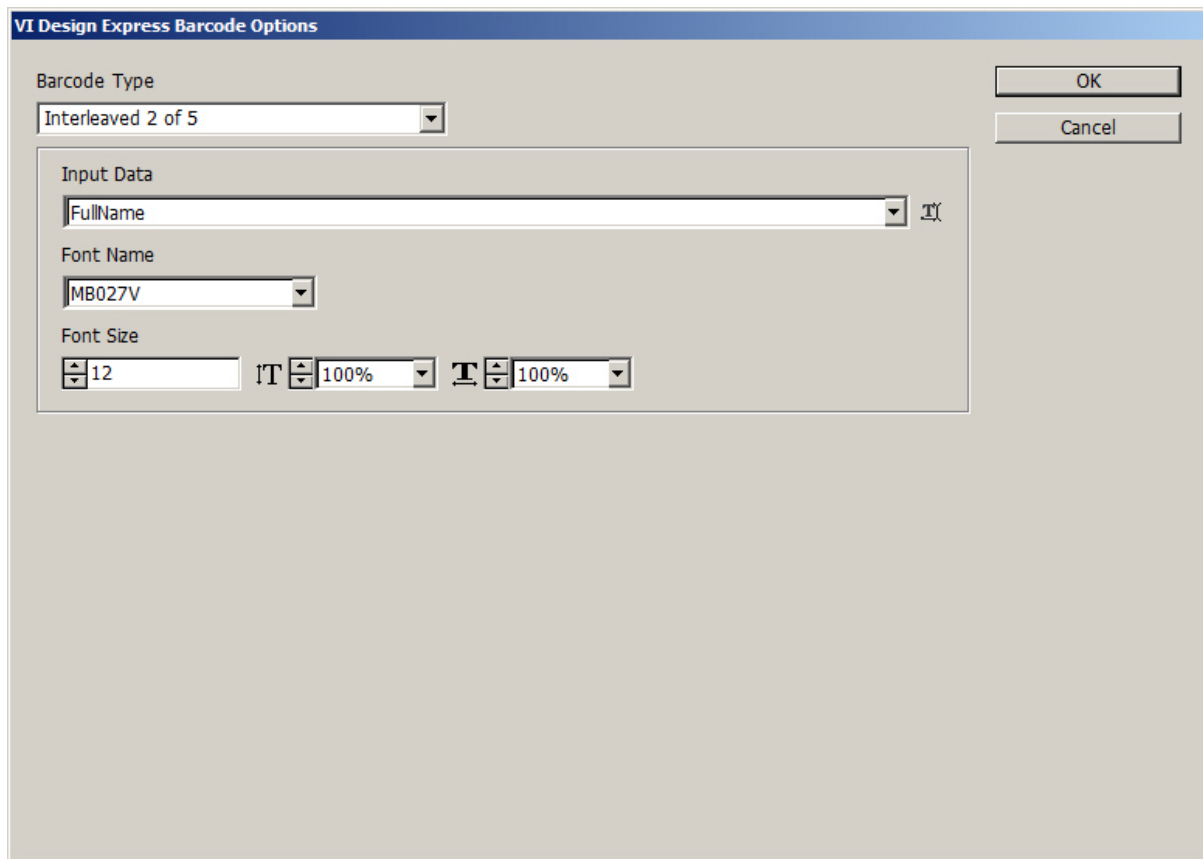 VI Design Express Barcode Options
Barcode Type
OK
Interleaved 2 of 5
Cancel
Input Data
FullName
Font Name
MB027V
Font Size
12 100% 100%